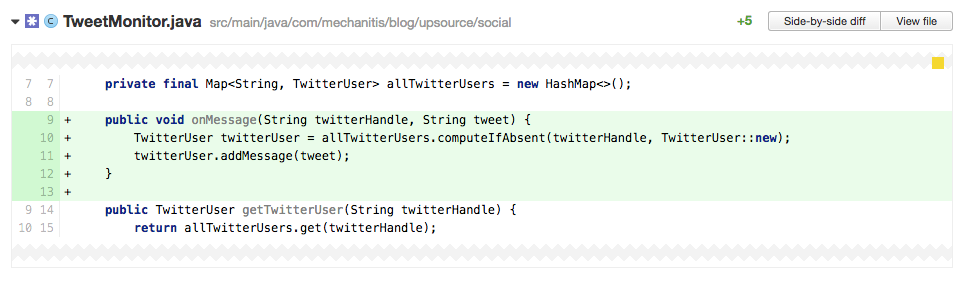 C TweetMonitor.java src/main/java/com/mechanitis/blog/upsource/social +5 Side-by-side diff View file
7 7 private final Map<String, TwitterUser> allTwitterUsers = new HashMap<>();
8 8
9 + public void onMessage(String twitterHandle, String tweet) {
10 + TwitterUser twitterUser = allTwitterUsers.computeIfAbsent(twitterHandle, TwitterUser::new);
11 + twitterUser.addMessage(tweet);
12 + }
13 +
9 14 public TwitterUser getTwitterUser(String twitterHandle) {
10 15 return allTwitterUsers.get(twitterHandle);